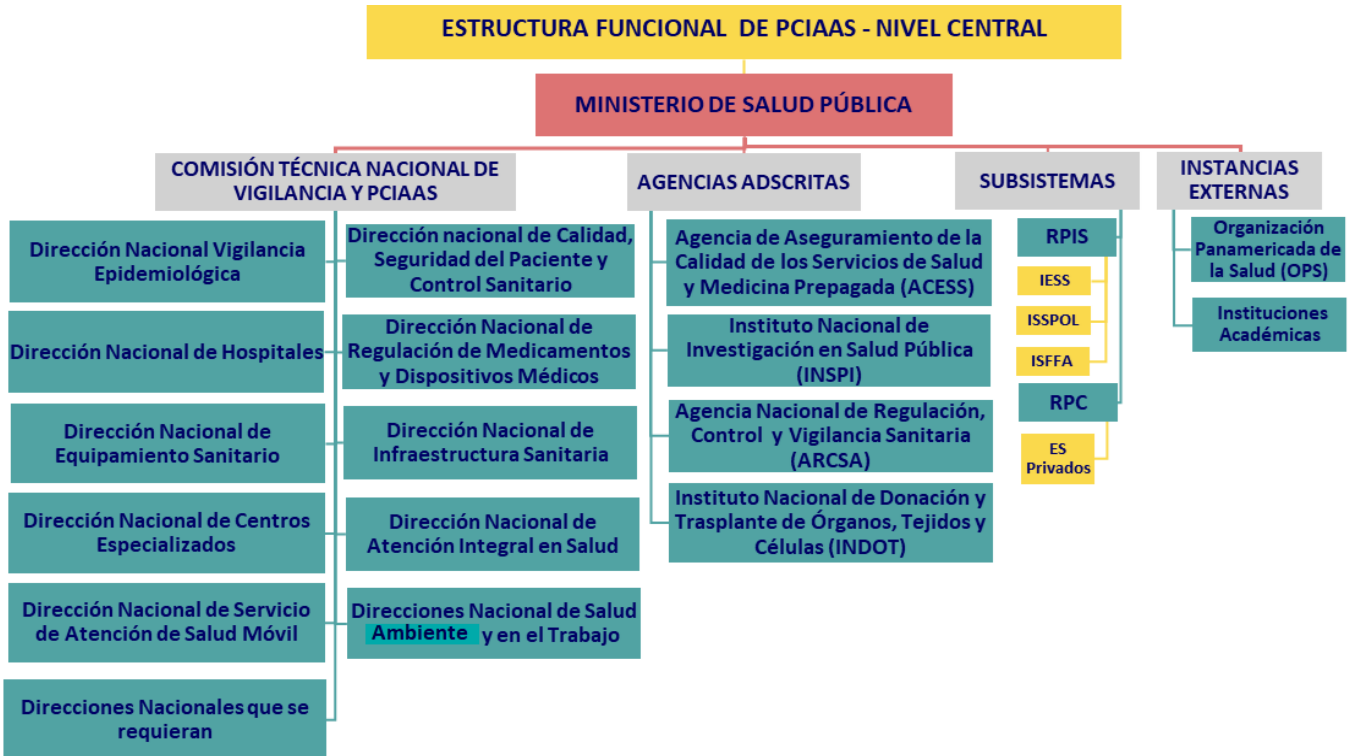 ESTRUCTURA FUNCIONAL DE PCIAAS - NIVEL CENTRAL
MINISTERIO DE SALUD PÚBLICA
COMISIÓN TÉCNICA NACIONAL DE
VIGILANCIA Y PCIAAS
Dirección Nacional Vigilancia
Epidemiológica
Dirección Nacional de Hospitales
Dirección Nacional de
Equipamiento Sanitario
Dirección Nacional de Centros
Especializados
Dirección Nacional de Servicio
de Atención de Salud Móvil
Direcciones Nacionales que se
requieran
Dirección nacional de Calidad,
Seguridad del Paciente y
Control Sanitario
Dirección Nacional de
Regulación de Medicamentos
y Dispositivos Médicos
Dirección Nacional de
Infraestructura Sanitaria
Dirección Nacional de
Atención Integral en Salud
Direcciones Nacional de Salud
Ambiente y en el Trabajo
AGENCIAS ADSCRITAS
Agencia de Aseguramiento de la
Calidad de los Servicios de Salud
y Medicina Prepagada (ACESS)
Instituto Nacional de
Investigación en Salud Pública
(INSPI)
Agencia Nacional de Regulación,
Control y Vigilancia Sanitaria
(ARCSA)
Instituto Nacional de Donación y
Trasplante de Órganos, Tejidos y
Células (INDOT)
SUBSISTEMAS
RPIS
IESS
ISSPOL
ISFFA
RPC
ES
Privados
INSTANCIAS
EXTERNAS
Organización
Panamericada de
la Salud (OPS)
Instituciones
Académicas